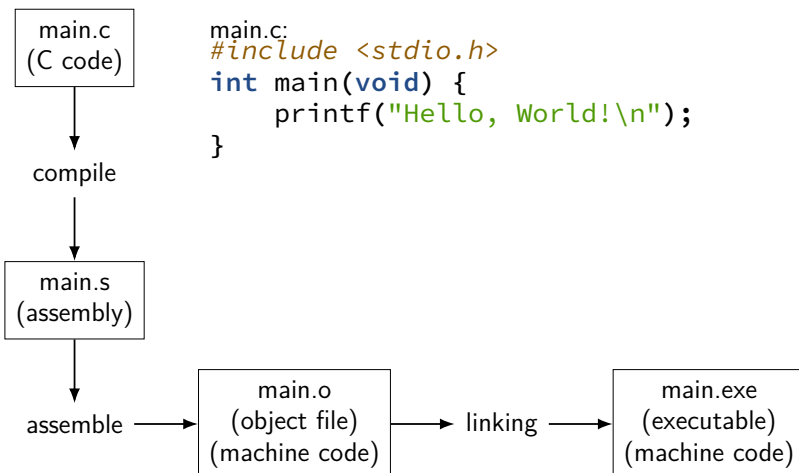 main.c
(C code)
main.c:
#include <stdio.h>
int main(void) {
    printf("Hello, World!\n");
}
compile
main.s
(assembly)
assemble
main.o
(object file)
(machine code)
linking
main.exe
(executable)
(machine code)